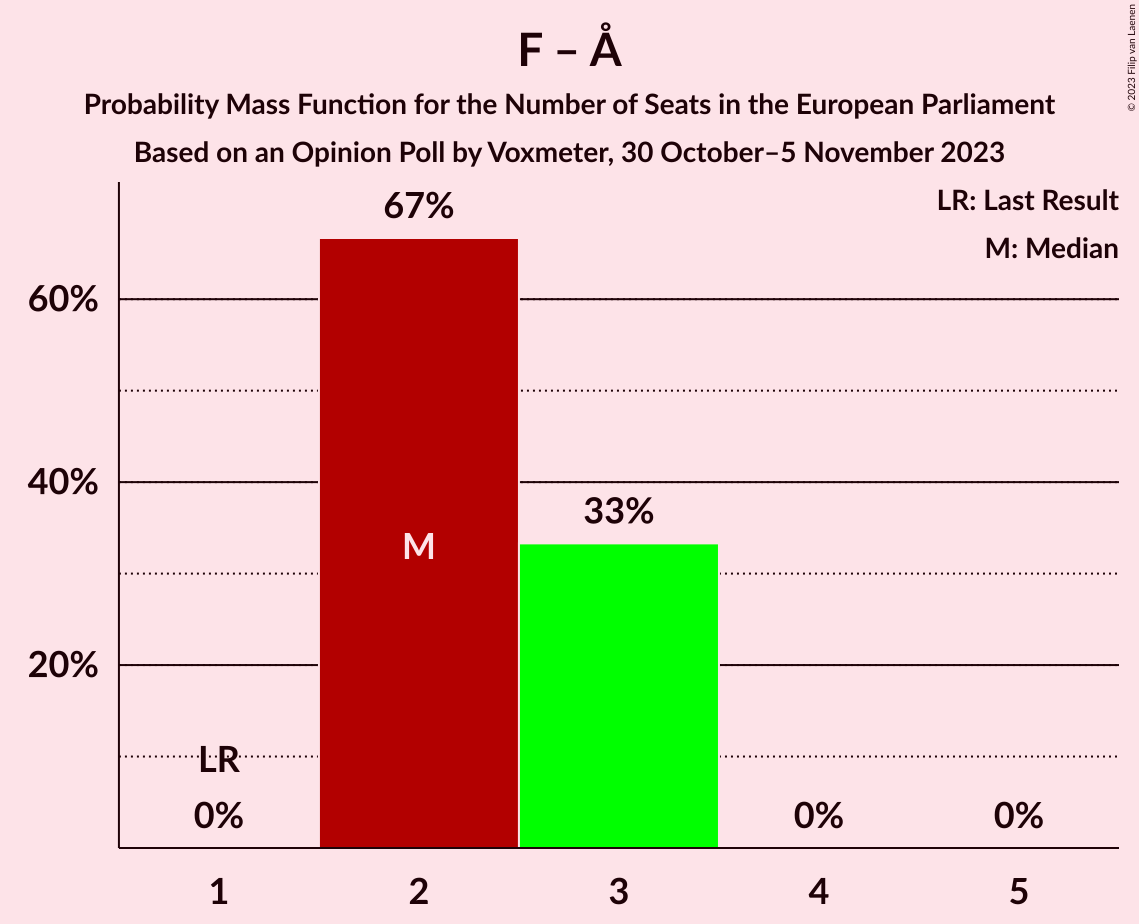 F – Å
Probability Mass Function for the Number of Seats in the European Parliament
Based on an Opinion Poll by Voxmeter, 30 October–5 November 2023
© 2023 Filip van Laenen
LR: Last Result
M: Median
67%
60%
40%
33%
M
20%
LR
0%
0%
0%
1
2
3
4
5